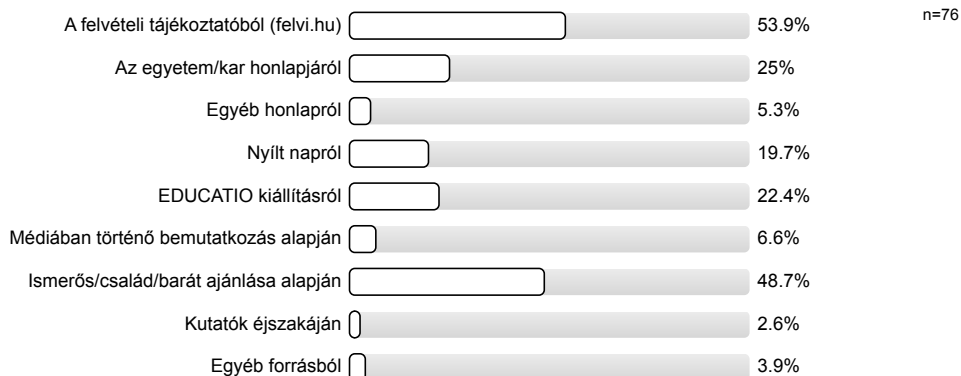 A felvételi tájékoztatóból (felvi.hu) 53.9% n=76
Az egyetem/kar honlapjáról 25%
Egyéb honlapról 5.3%
Nyílt napról 19.7%
EDUCATIO kiállításról 22.4%
Médiában történő bemutatkozás alapján 6.6%
Ismerős/család/barát ajánlása alapján 48.7%
Kutatók éjszakáján 2.6%
Egyéb forrásból 3.9%